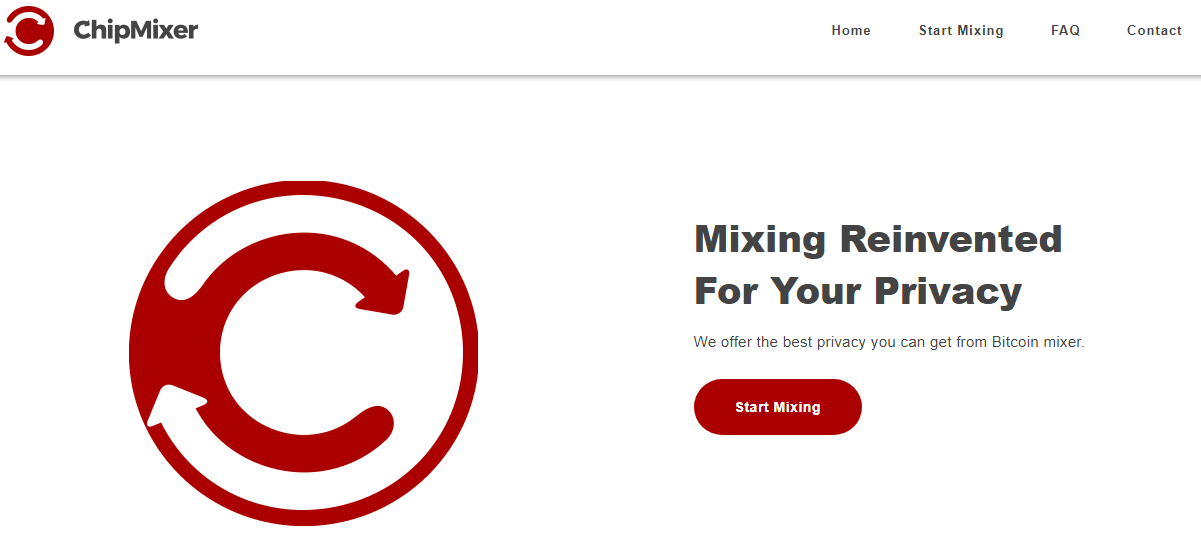 ChipMixer
Home
Start Mixing
FAQ
Contact
Mixing Reinvented
For Your Privacy
We offer the best privacy you can get from Bitcoin mixer.
Start Mixing